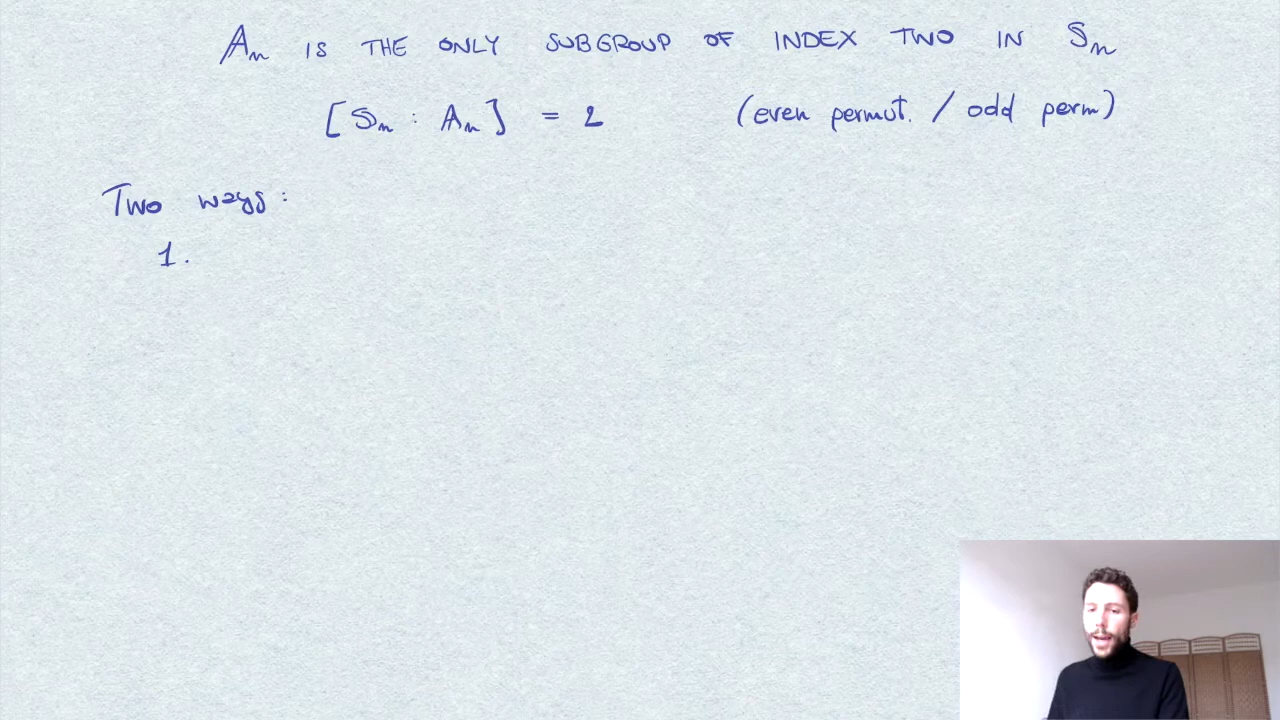 An IS THE ONLY SUBGROUP OF INDEX TWO IN Sn
[Sn : An] = 2 (even permut. / odd perm)
Two ways:
1.